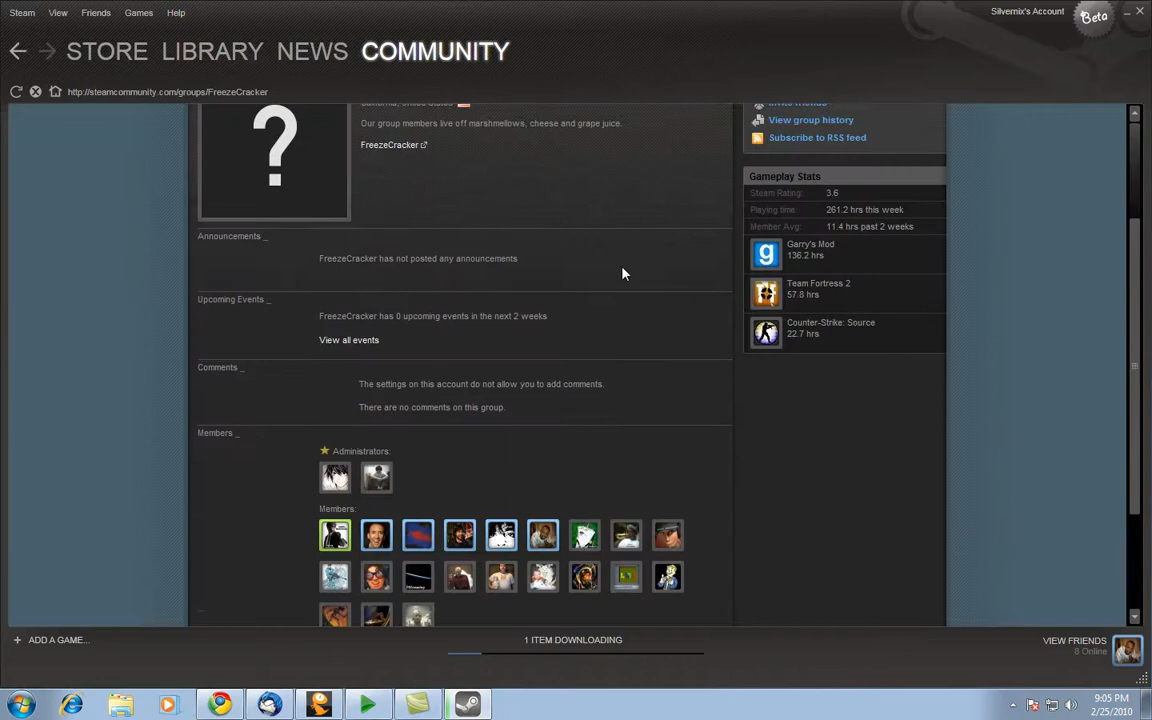 Steam View Friends Games Help
Silvernix's Account
Beta
STORE LIBRARY NEWS COMMUNITY
http://steamcommunity.com/groups/FreezeCracker
California, United States
Invite friends
Our group members live off marshmellows, cheese and grape juice.
View group history
FreezeCracker
Subscribe to RSS feed
Gameplay Stats
Steam Rating: 3.6
Playing time: 261.2 hrs this week
Member Avg: 11.4 hrs past 2 weeks
Garry's Mod
136.2 hrs
Team Fortress 2
57.8 hrs
Counter-Strike: Source
22.7 hrs
Announcements _
FreezeCracker has not posted any announcements
Upcoming Events _
FreezeCracker has 0 upcoming events in the next 2 weeks
View all events
Comments _
The settings on this account do not allow you to add comments.
There are no comments on this group.
Members _
Administrators:
Members:
+ ADD A GAME...
1 ITEM DOWNLOADING
VIEW FRIENDS
8 Online
9:05 PM
2/25/2010